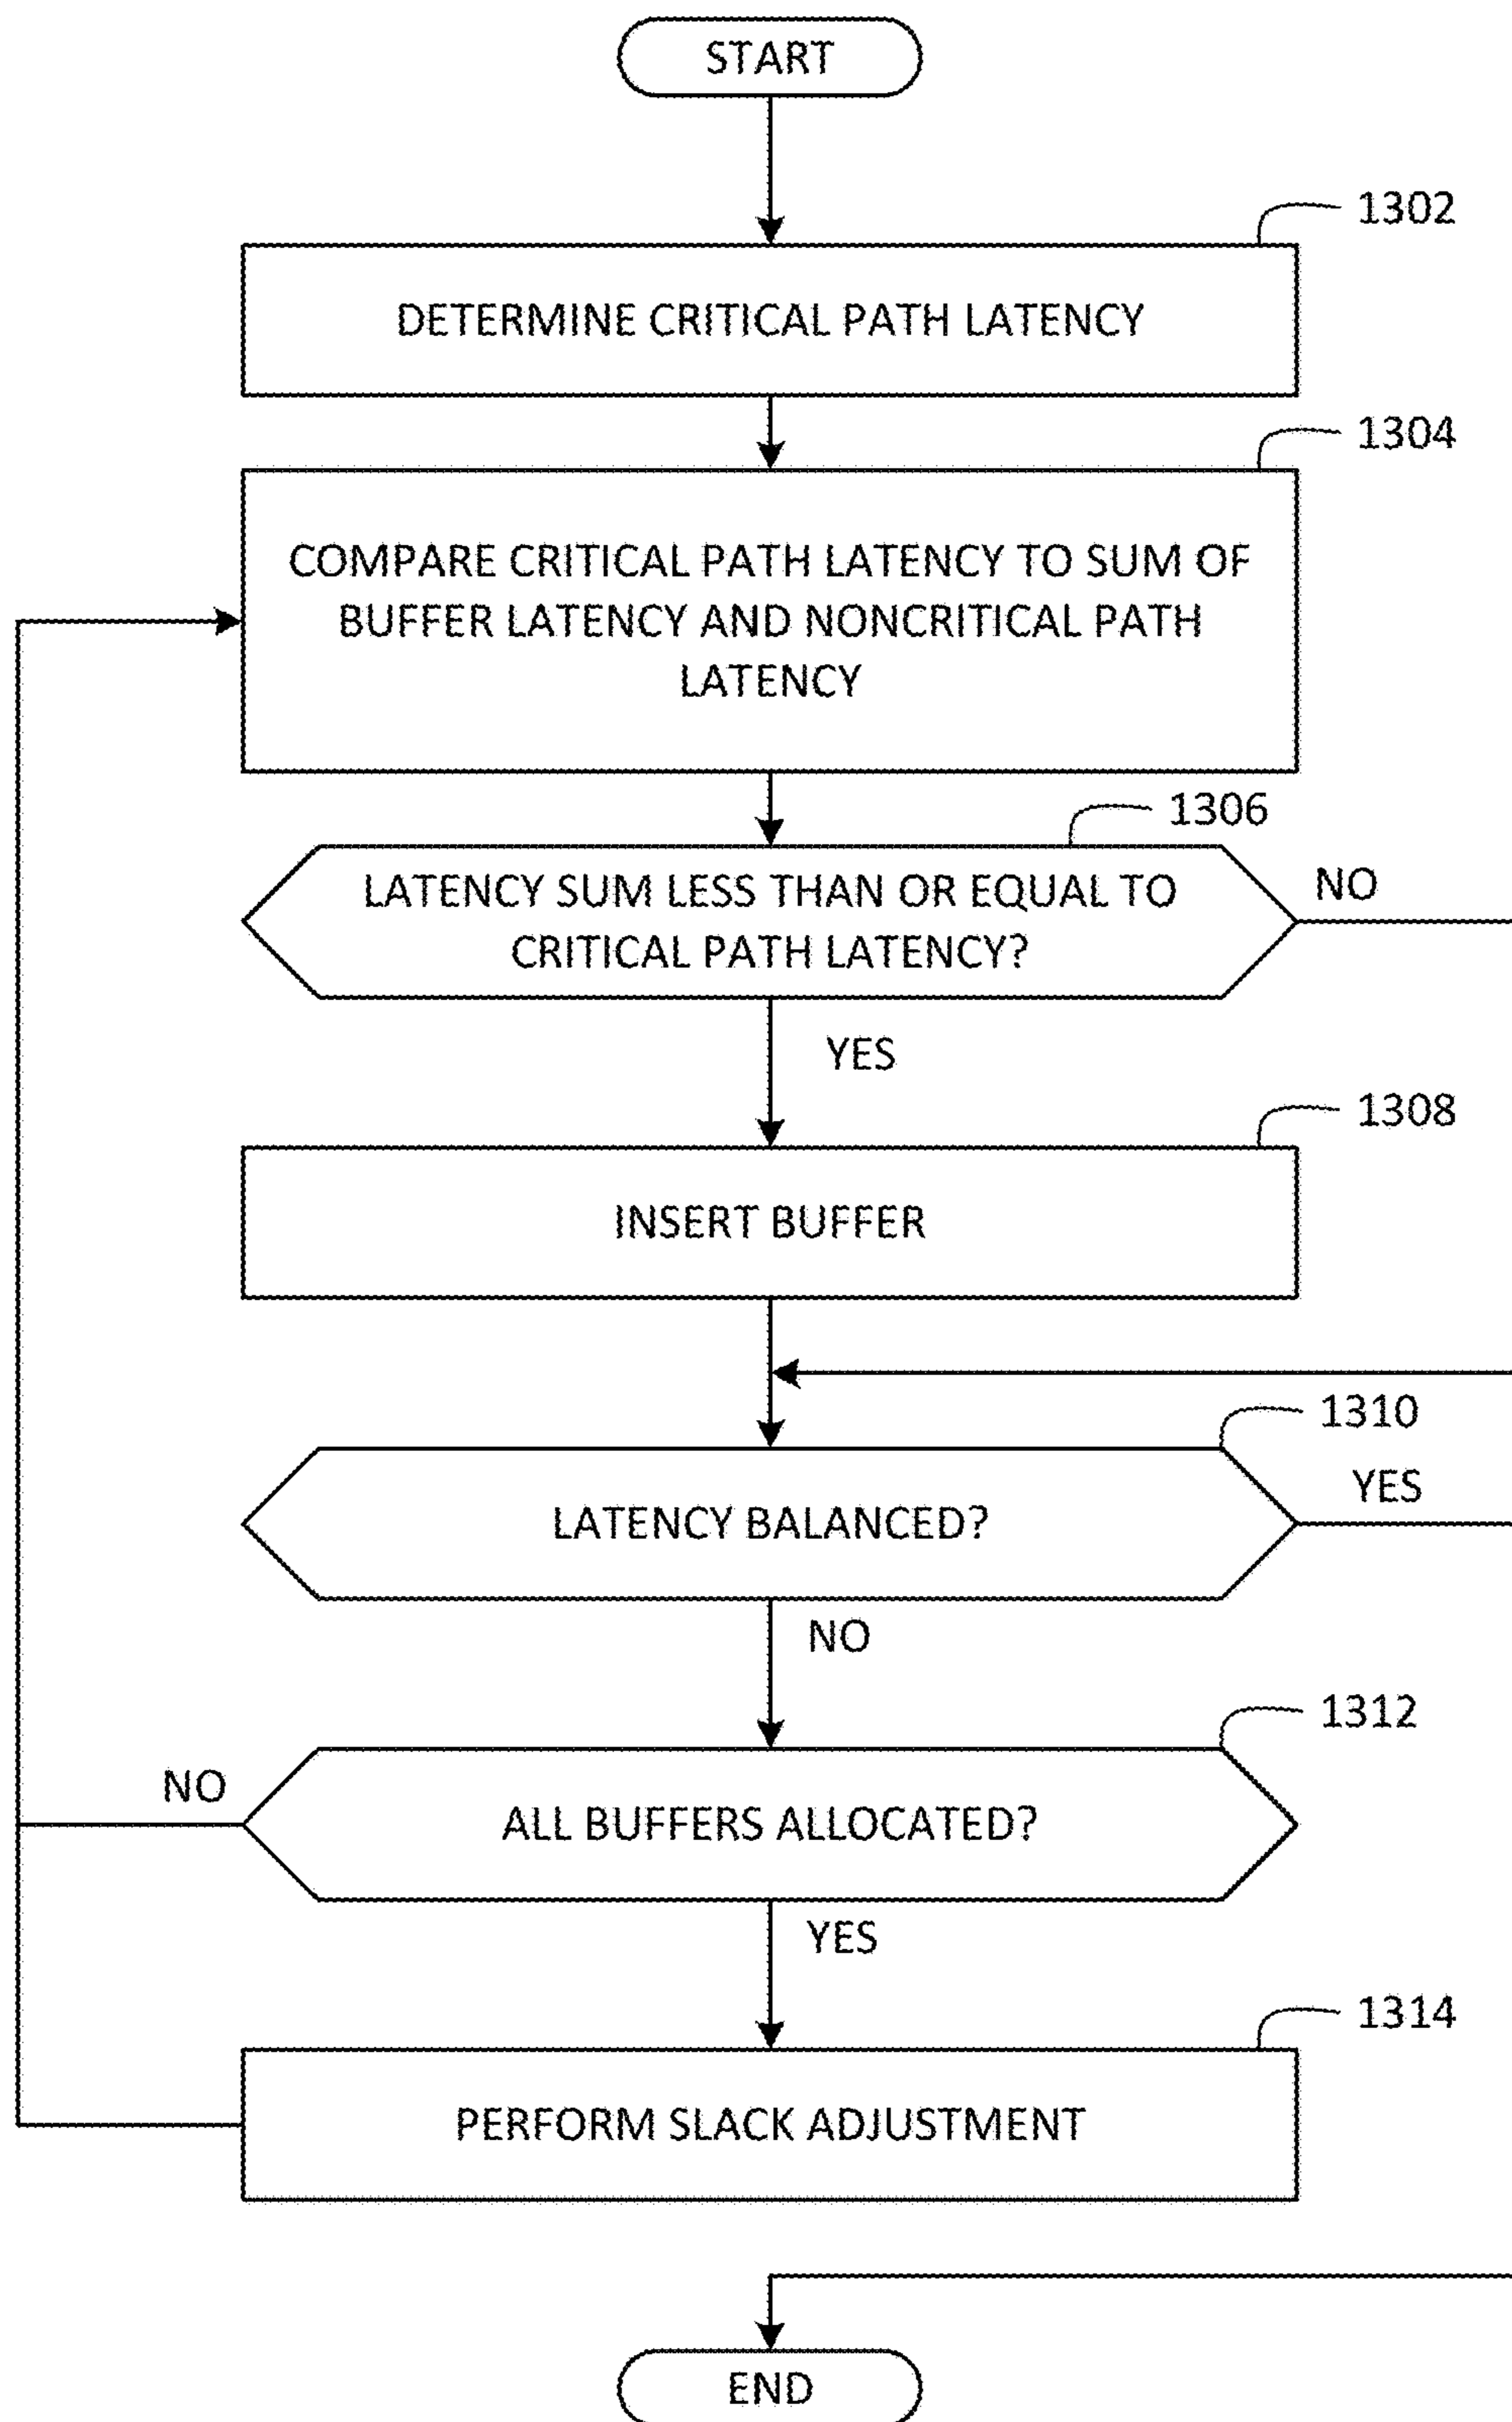 START
1302
DETERMINE CRITICAL PATH LATENCY
1304
COMPARE CRITICAL PATH LATENCY TO SUM OF
BUFFER LATENCY AND NONCRITICAL PATH
LATENCY
1306
LATENCY SUM LESS THAN OR EQUAL TO
CRITICAL PATH LATENCY?
NO
YES
1308
INSERT BUFFER
1310
LATENCY BALANCED?
YES
NO
1312
ALL BUFFERS ALLOCATED?
NO
YES
1314
PERFORM SLACK ADJUSTMENT
END